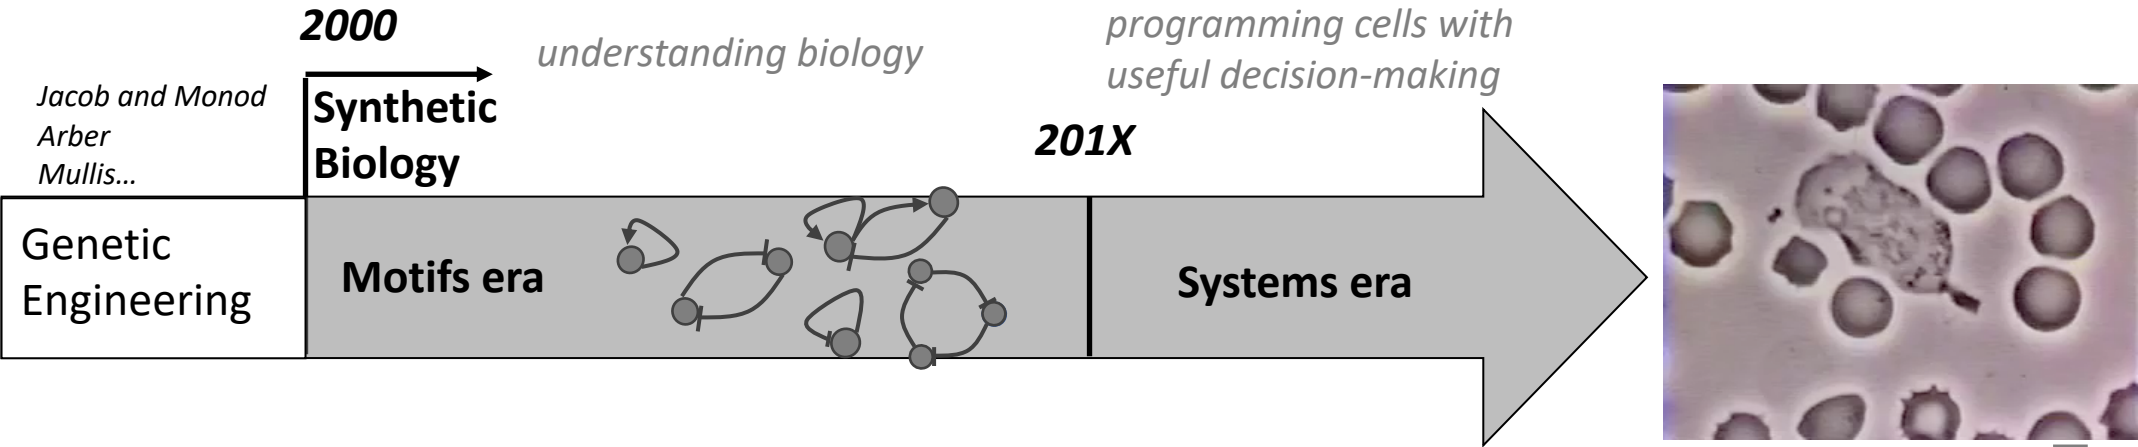 2000
understanding biology
programming cells with
useful decision-making
Jacob and Monod
Arber
Mullis...
Synthetic
Biology
201X
Genetic
Engineering
Motifs era
Systems era